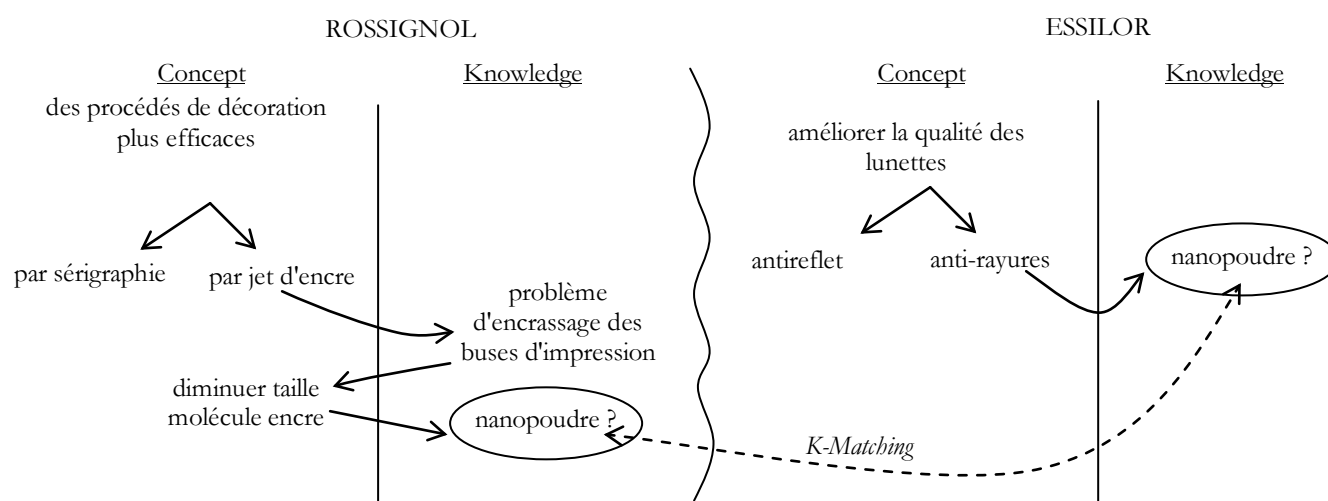 ROSSIGNOL
Concept
Knowledge
des procédés de décoration
plus efficaces
par sérigraphie
par jet d'encre
problème
d'encrassage des
buses d'impression
diminuer taille
molécule encre
nanopoudre ?
ESSILOR
Concept
Knowledge
améliorer la qualité des
lunettes
antireflet
anti-rayures
nanopoudre ?
K-Matching